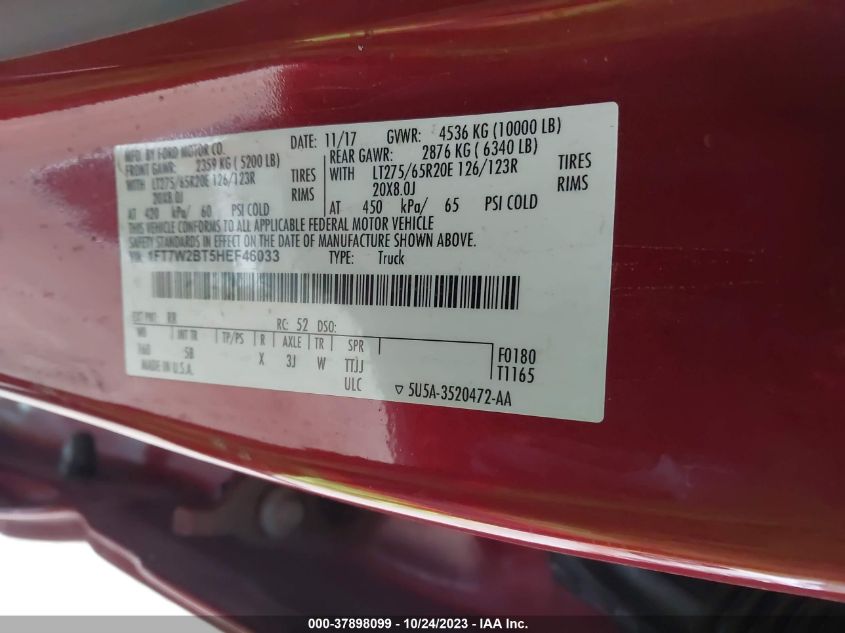 MFD. BY FORD MOTOR CO.
DATE: 11/17 GVWR: 4536 KG (10000 LB)
FRONT GAWR: 2359 KG (5200 LB)
REAR GAWR: 2876 KG (6340 LB)
WITH LT275/65R20E 126/123R TIRES
WITH LT275/65R20E 126/123R TIRES
20X8.0J RIMS
20X8.0J RIMS
AT 420 kPa/ 60 PSI COLD
AT 450 kPa/ 65 PSI COLD
THIS VEHICLE CONFORMS TO ALL APPLICABLE FEDERAL MOTOR VEHICLE
SAFETY STANDARDS IN EFFECT ON THE DATE OF MANUFACTURE SHOWN ABOVE.
VIN: 1FT7W2BT5HEF46033 TYPE: Truck
EXT PNT: RR RC: 52 DSO:
WB INT TR TP/PS R AXLE TR SPR
160 5B X 3J W TTJJ
F0180
T1165
MADE IN U.S.A. ULC
▽ 5U5A-3520472-AA
000-37898099 - 10/24/2023 - IAA Inc.